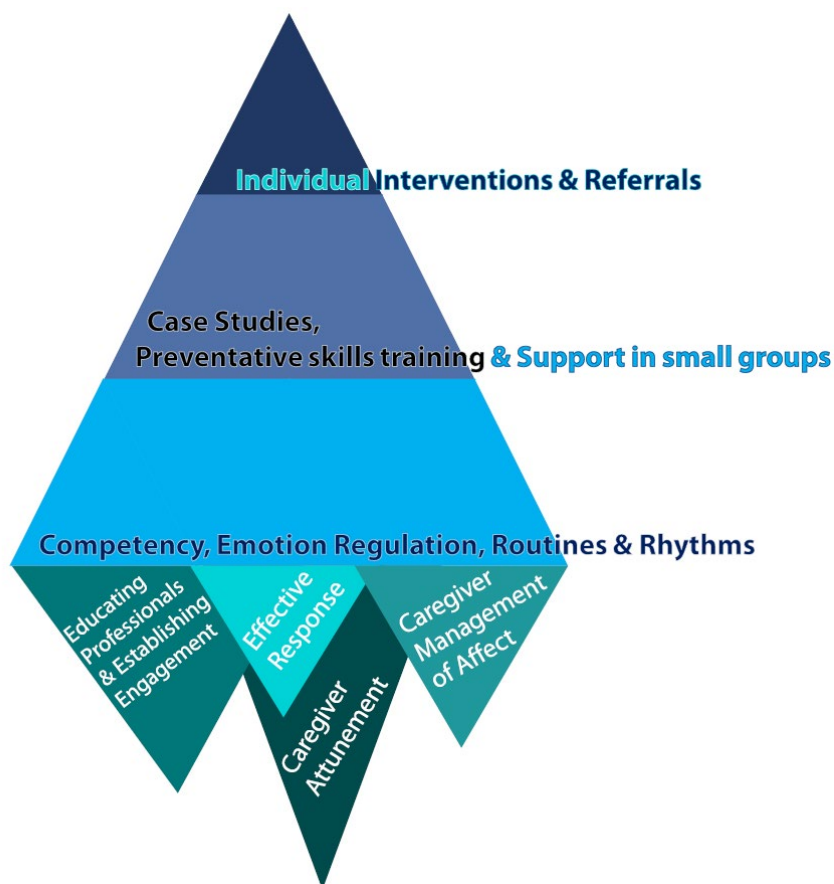 Individual Interventions & Referrals
Case Studies,
Preventative skills training & Support in small groups
Competency, Emotion Regulation, Routines & Rhythms
Educating
Professionals
& Establishing
Engagement
Effective
Response
Caregiver
Attunement
Caregiver
Management
of Affect